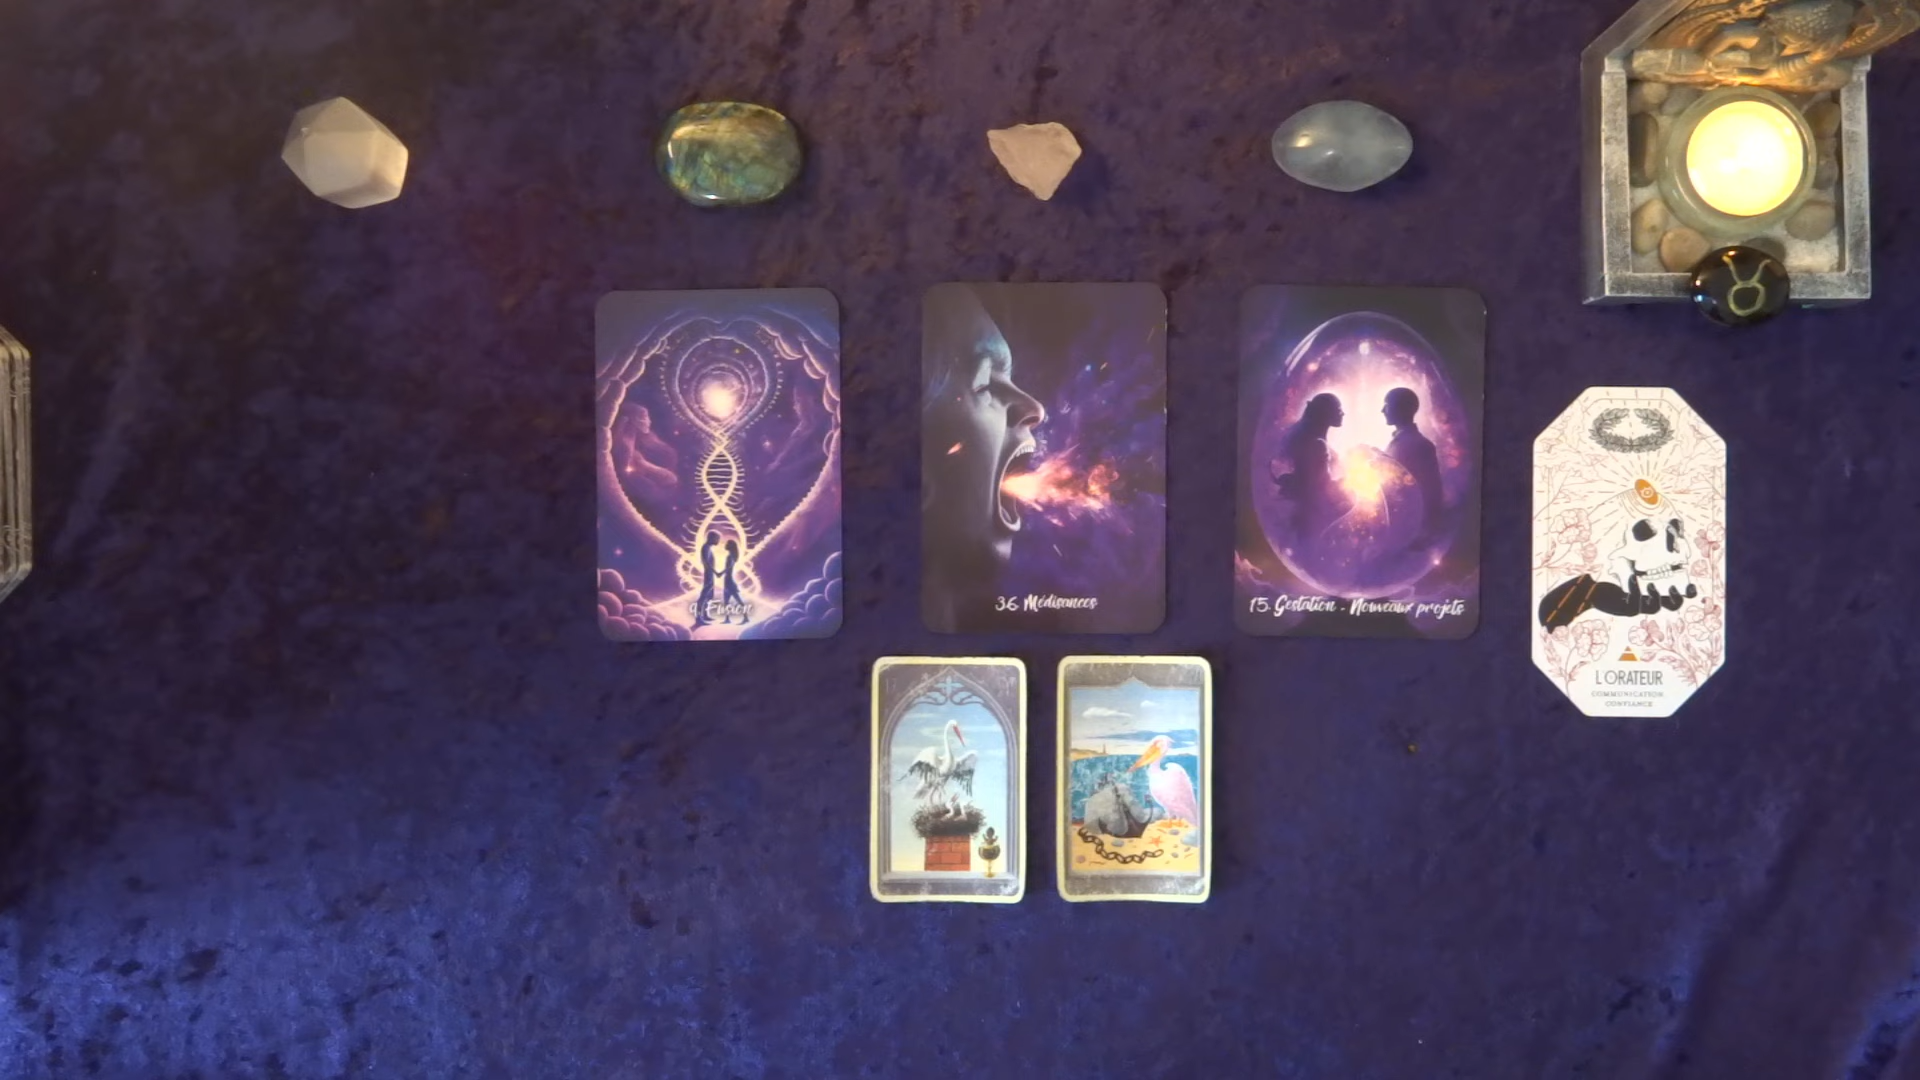 9. Fusion
36. Médisances
15. Gestation - Nouveaux projets
L'ORATEUR
COMMUNICATION.
CONFIANCE